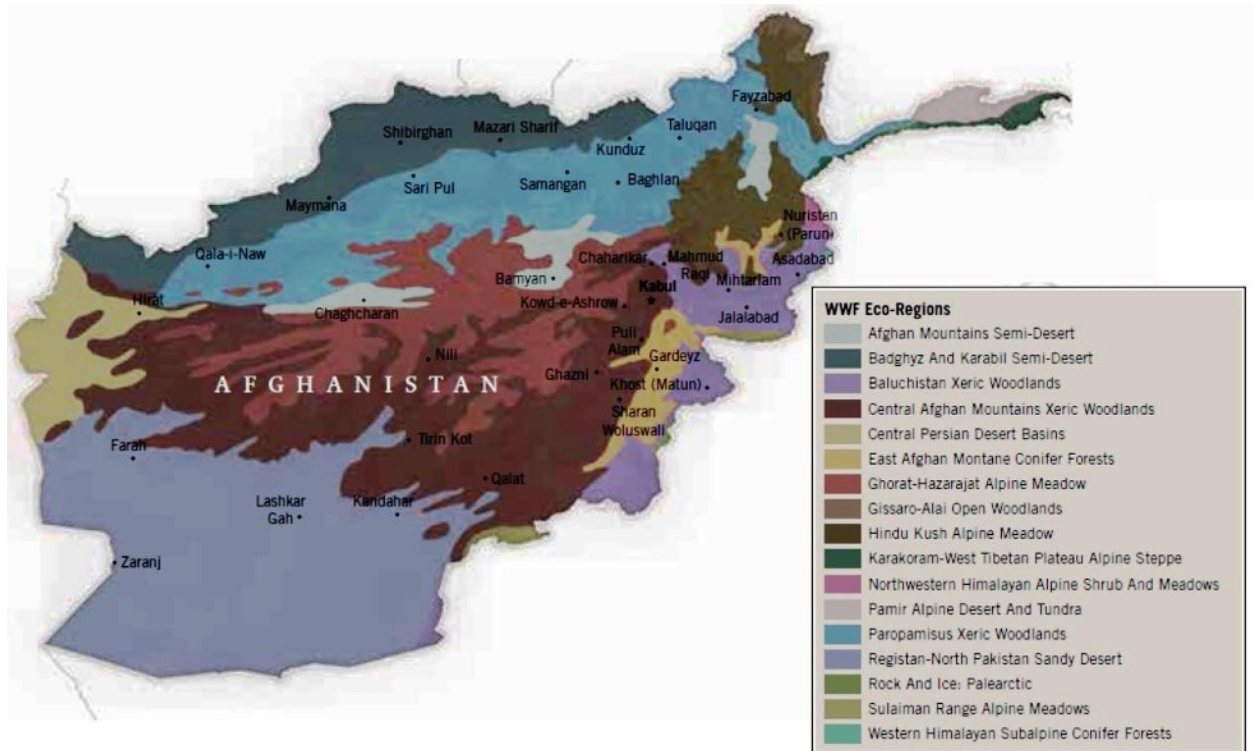 Fayzabad
Shibirghan
Mazari Sharif
Kunduz
Taluqan
Sari Pul
Samangan
Baghlan
Maymana
Nuristan
(Parun)
Qala-i-Naw
Chaharikar
Mahmud
Raqi
Asadabad
Bamyan
Mihtarlam
Kabul
Hirat
Chaghcharan
Kowd-e-Ashrow
Jalalabad
Puli
Alam
Nili
Gardeyz
Ghazni
AFGHANISTAN
Khost (Matun)
Sharan
Woluswali
Farah
Tirin Kot
Qalat
Lashkar
Gah
Kandahar
Zaranj
WWF Eco-Regions
Afghan Mountains Semi-Desert
Badghyz And Karabil Semi-Desert
Baluchistan Xeric Woodlands
Central Afghan Mountains Xeric Woodlands
Central Persian Desert Basins
East Afghan Montane Conifer Forests
Ghorat-Hazarajat Alpine Meadow
Gissaro-Alai Open Woodlands
Hindu Kush Alpine Meadow
Karakoram-West Tibetan Plateau Alpine Steppe
Northwestern Himalayan Alpine Shrub And Meadows
Pamir Alpine Desert And Tundra
Paropamisus Xeric Woodlands
Registan-North Pakistan Sandy Desert
Rock And Ice: Palearctic
Sulaiman Range Alpine Meadows
Western Himalayan Subalpine Conifer Forests